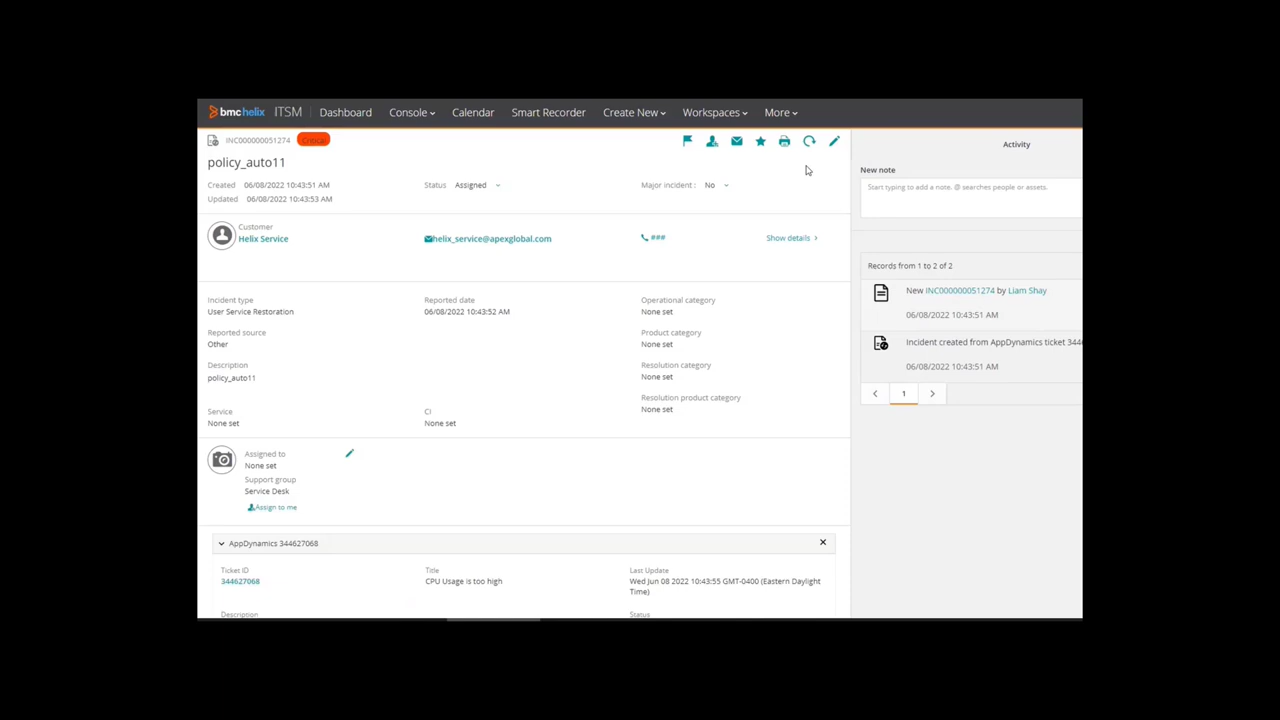 bmc helix ITSM Dashboard Console Calendar Smart Recorder Create New Workspaces More
INC000000051274 Critical
policy_auto11
Created 06/08/2022 10:43:51 AM Status Assigned Major incident : No
Updated 06/08/2022 10:43:53 AM
Customer
Helix Service helix_service@apexglobal.com ### Show details
Incident type Reported date Operational category
User Service Restoration 06/08/2022 10:43:52 AM None set
Reported source Product category
Other None set
Description Resolution category
policy_auto11 None set
Resolution product category
None set
Service CI
None set None set
Assigned to
None set
Support group
Service Desk
Assign to me
AppDynamics 344627068
Ticket ID Title Last Update
344627068 CPU Usage is too high Wed Jun 08 2022 10:43:55 GMT-0400 (Eastern Daylight
Time)
Description Status
Activity
New note
Start typing to add a note. @ searches people or assets.
Records from 1 to 2 of 2
New INC000000051274 by Liam Shay
06/08/2022 10:43:51 AM
Incident created from AppDynamics ticket 3446
06/08/2022 10:43:51 AM
1